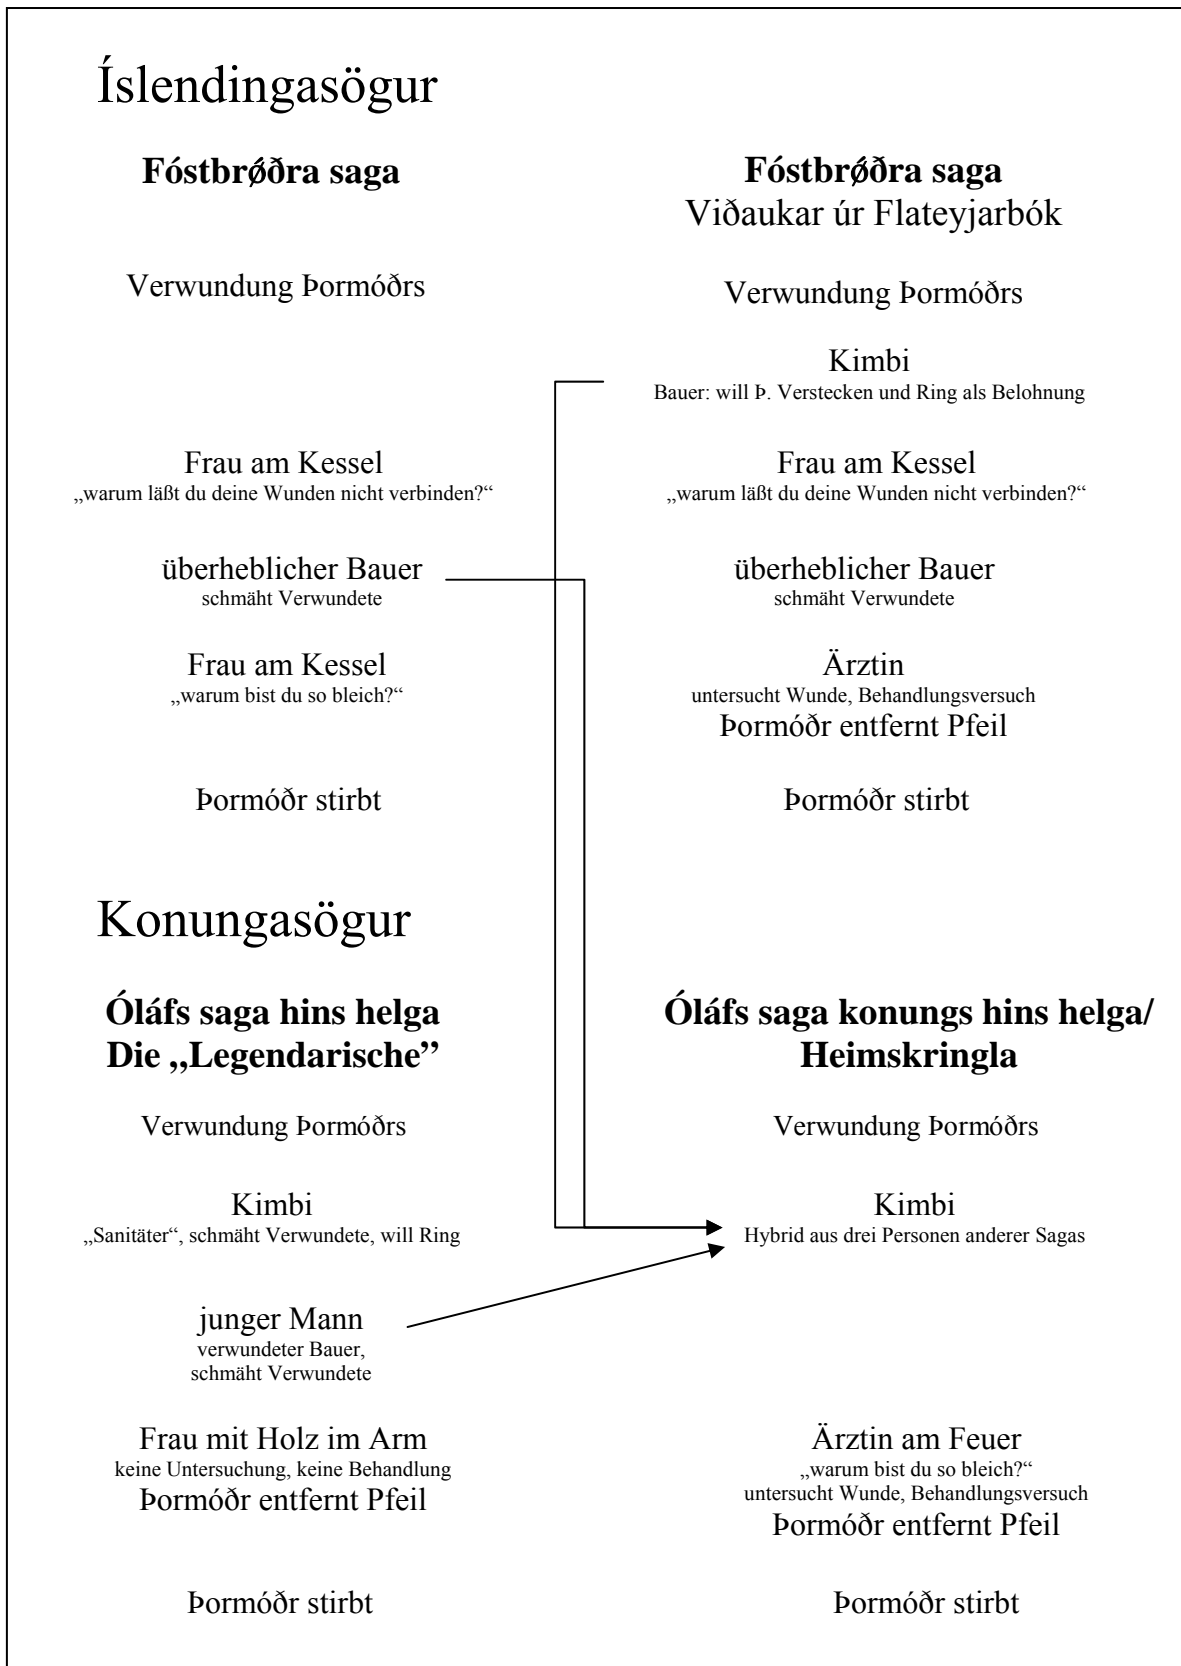 Íslendingasögur
Fóstbrǿðra saga
Verwundung Þormóðrs
Frau am Kessel
„warum läßt du deine Wunden nicht verbinden?“
überheblicher Bauer
schmäht Verwundete
Frau am Kessel
„warum bist du so bleich?“
Þormóðr stirbt
Fóstbrǿðra saga
Viðaukar úr Flateyjarbók
Verwundung Þormóðrs
Kimbi
Bauer: will Þ. Verstecken und Ring als Belohnung
Frau am Kessel
„warum läßt du deine Wunden nicht verbinden?“
überheblicher Bauer
schmäht Verwundete
Ärztin
untersucht Wunde, Behandlungsversuch
Þormóðr entfernt Pfeil
Þormóðr stirbt
Konungasögur
Óláfs saga hins helga
Die „Legendarische”
Verwundung Þormóðrs
Kimbi
„Sanitäter“, schmäht Verwundete, will Ring
junger Mann
verwundeter Bauer,
schmäht Verwundete
Frau mit Holz im Arm
keine Untersuchung, keine Behandlung
Þormóðr entfernt Pfeil
Þormóðr stirbt
Óláfs saga konungs hins helga/
Heimskringla
Verwundung Þormóðrs
Kimbi
Hybrid aus drei Personen anderer Sagas
Ärztin am Feuer
„warum bist du so bleich?“
untersucht Wunde, Behandlungsversuch
Þormóðr entfernt Pfeil
Þormóðr stirbt